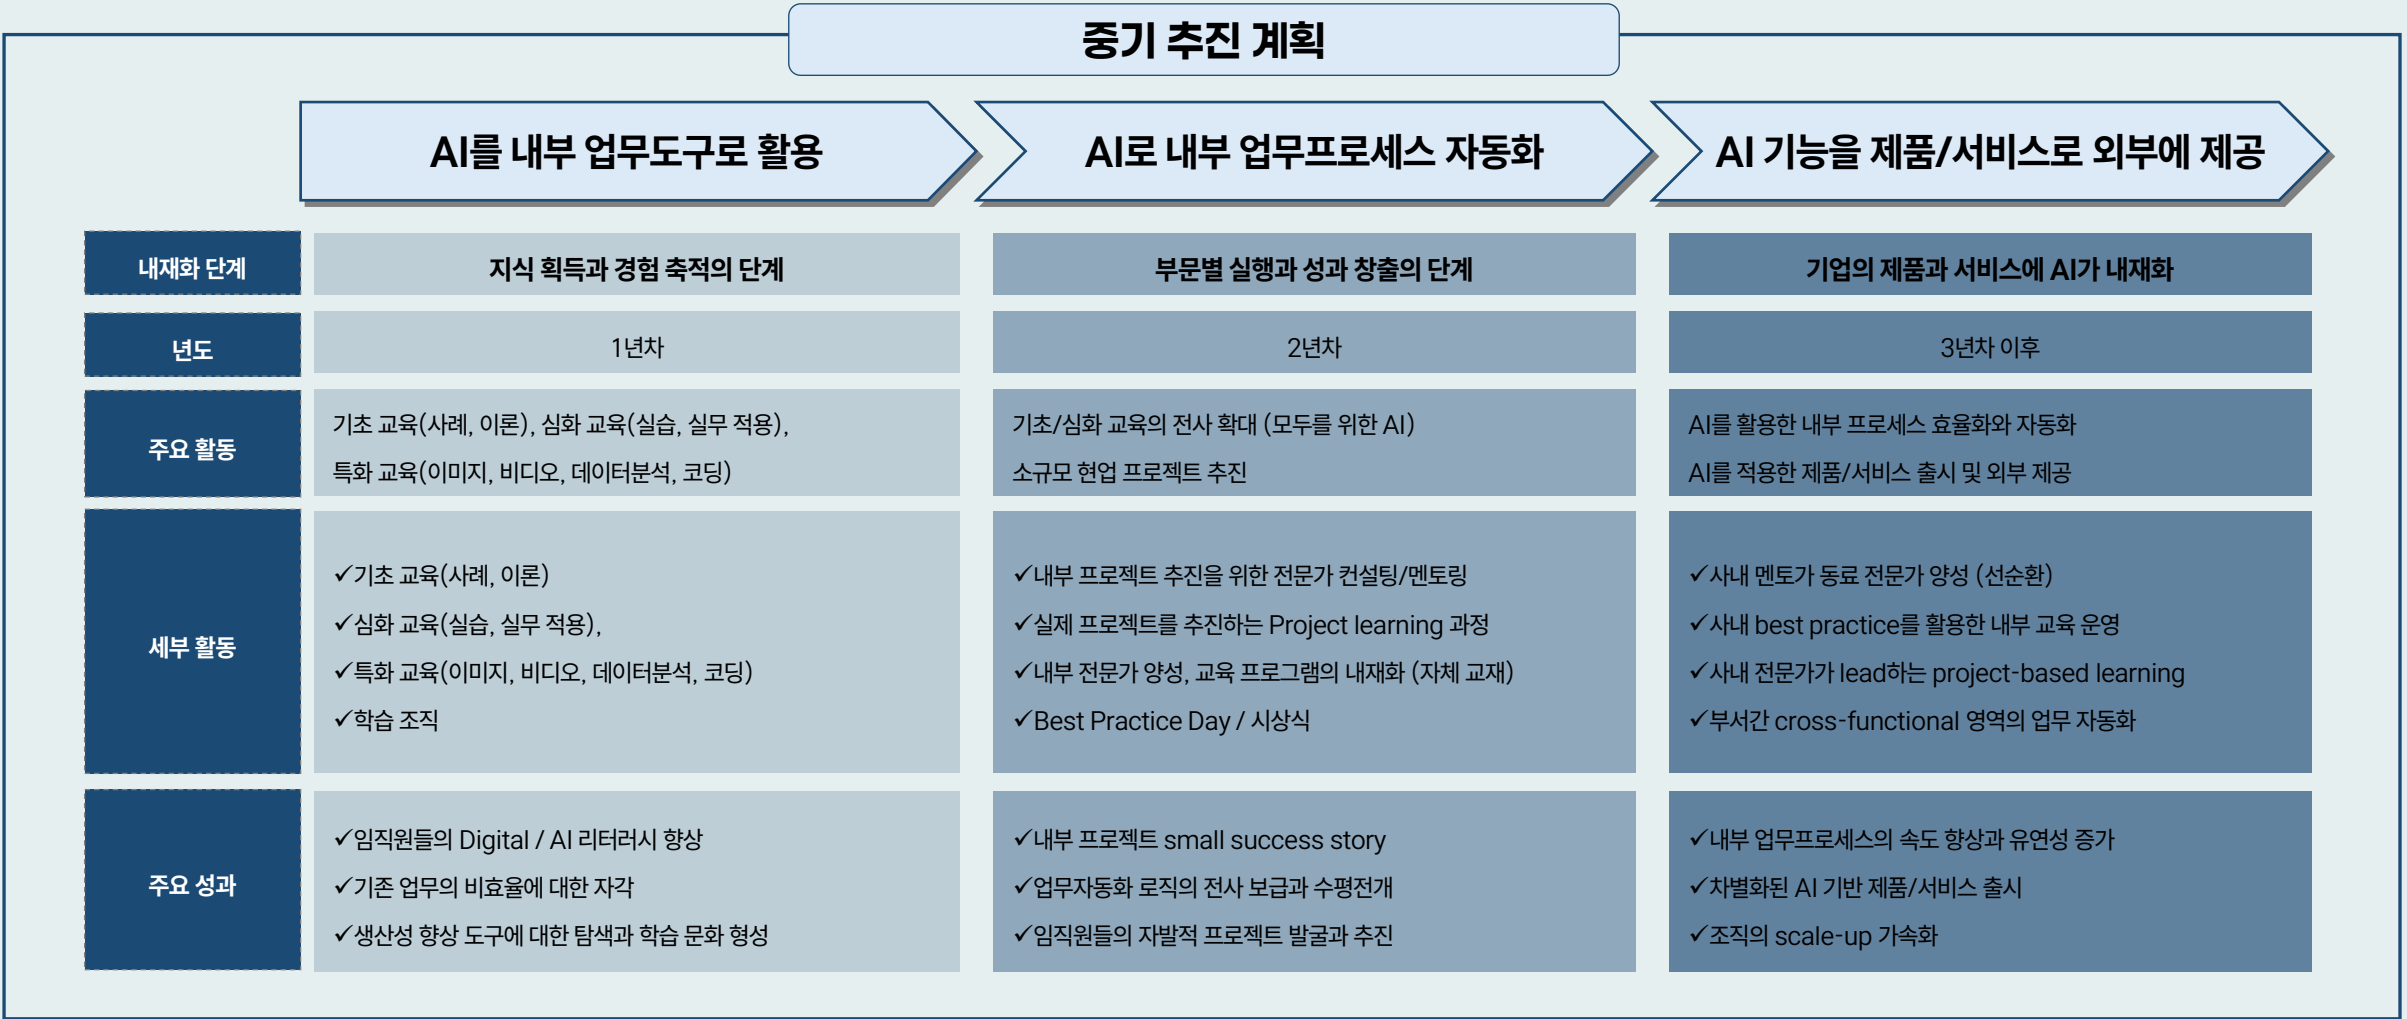 중기 추진 계획
AI를 내부 업무도구로 활용
AI로 내부 업무프로세스 자동화
AI 기능을 제품/서비스로 외부에 제공
내재화 단계
지식 획득과 경험 축적의 단계
부문별 실행과 성과 창출의 단계
기업의 제품과 서비스에 AI가 내재화
년도
1년차
2년차
3년차 이후
주요 활동
기초 교육(사례, 이론), 심화 교육(실습, 실무 적용),
특화 교육(이미지, 비디오, 데이터분석, 코딩)
기초/심화 교육의 전사 확대 (모두를 위한 AI)
소규모 현업 프로젝트 추진
AI를 활용한 내부 프로세스 효율화와 자동화
AI를 적용한 제품/서비스 출시 및 외부 제공
세부 활동
✓기초 교육(사례, 이론)
✓심화 교육(실습, 실무 적용),
✓특화 교육(이미지, 비디오, 데이터분석, 코딩)
✓학습 조직
✓내부 프로젝트 추진을 위한 전문가 컨설팅/멘토링
✓실제 프로젝트를 추진하는 Project learning 과정
✓내부 전문가 양성, 교육 프로그램의 내재화 (자체 교재)
✓Best Practice Day / 시상식
✓사내 멘토가 동료 전문가 양성 (선순환)
✓사내 best practice를 활용한 내부 교육 운영
✓사내 전문가가 lead하는 project-based learning
✓부서간 cross-functional 영역의 업무 자동화
주요 성과
✓임직원들의 Digital / AI 리터러시 향상
✓기존 업무의 비효율에 대한 자각
✓생산성 향상 도구에 대한 탐색과 학습 문화 형성
✓내부 프로젝트 small success story
✓업무자동화 로직의 전사 보급과 수평전개
✓임직원들의 자발적 프로젝트 발굴과 추진
✓내부 업무프로세스의 속도 향상과 유연성 증가
✓차별화된 AI 기반 제품/서비스 출시
✓조직의 scale-up 가속화